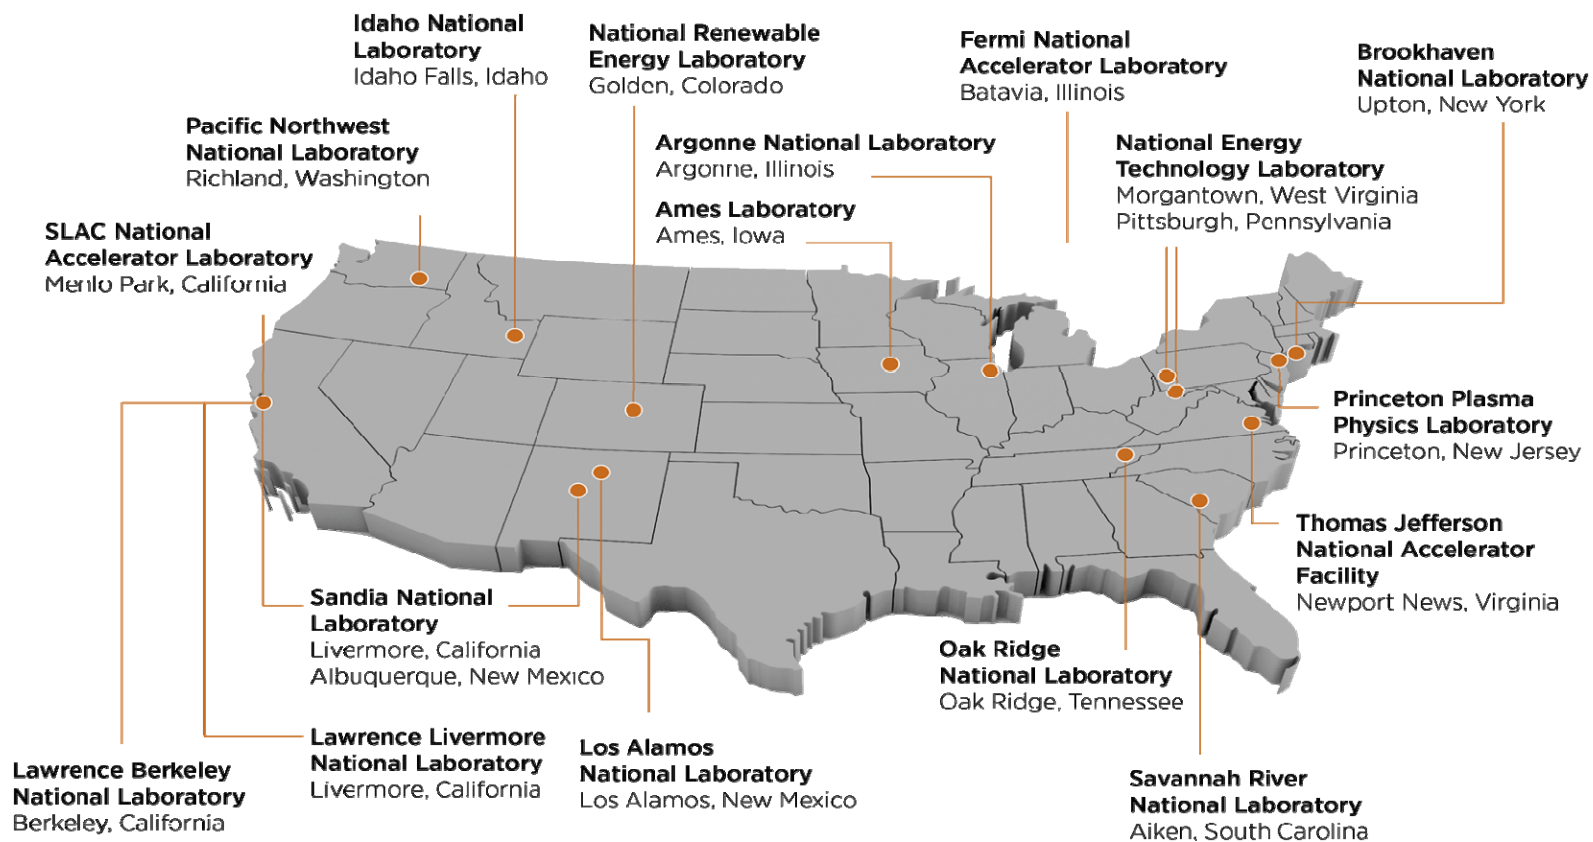 Idaho National
Laboratory
Idaho Falls, Idaho
National Renewable
Energy Laboratory
Golden, Colorado
Fermi National
Accelerator Laboratory
Batavia, Illinois
Brookhaven
National Laboratory
Upton, New York
Pacific Northwest
National Laboratory
Richland, Washington
Argonne National Laboratory
Argonne, Illinois
National Energy
Technology Laboratory
Morgantown, West Virginia
Pittsburgh, Pennsylvania
Ames Laboratory
Ames, Iowa
SLAC National
Accelerator Laboratory
Menlo Park, California
Princeton Plasma
Physics Laboratory
Princeton, New Jersey
Thomas Jefferson
National Accelerator
Facility
Newport News, Virginia
Sandia National
Laboratory
Livermore, California
Albuquerque, New Mexico
Oak Ridge
National Laboratory
Oak Ridge, Tennessee
Lawrence Berkeley
National Laboratory
Berkeley, California
Lawrence Livermore
National Laboratory
Livermore, California
Los Alamos
National Laboratory
Los Alamos, New Mexico
Savannah River
National Laboratory
Aiken, South Carolina